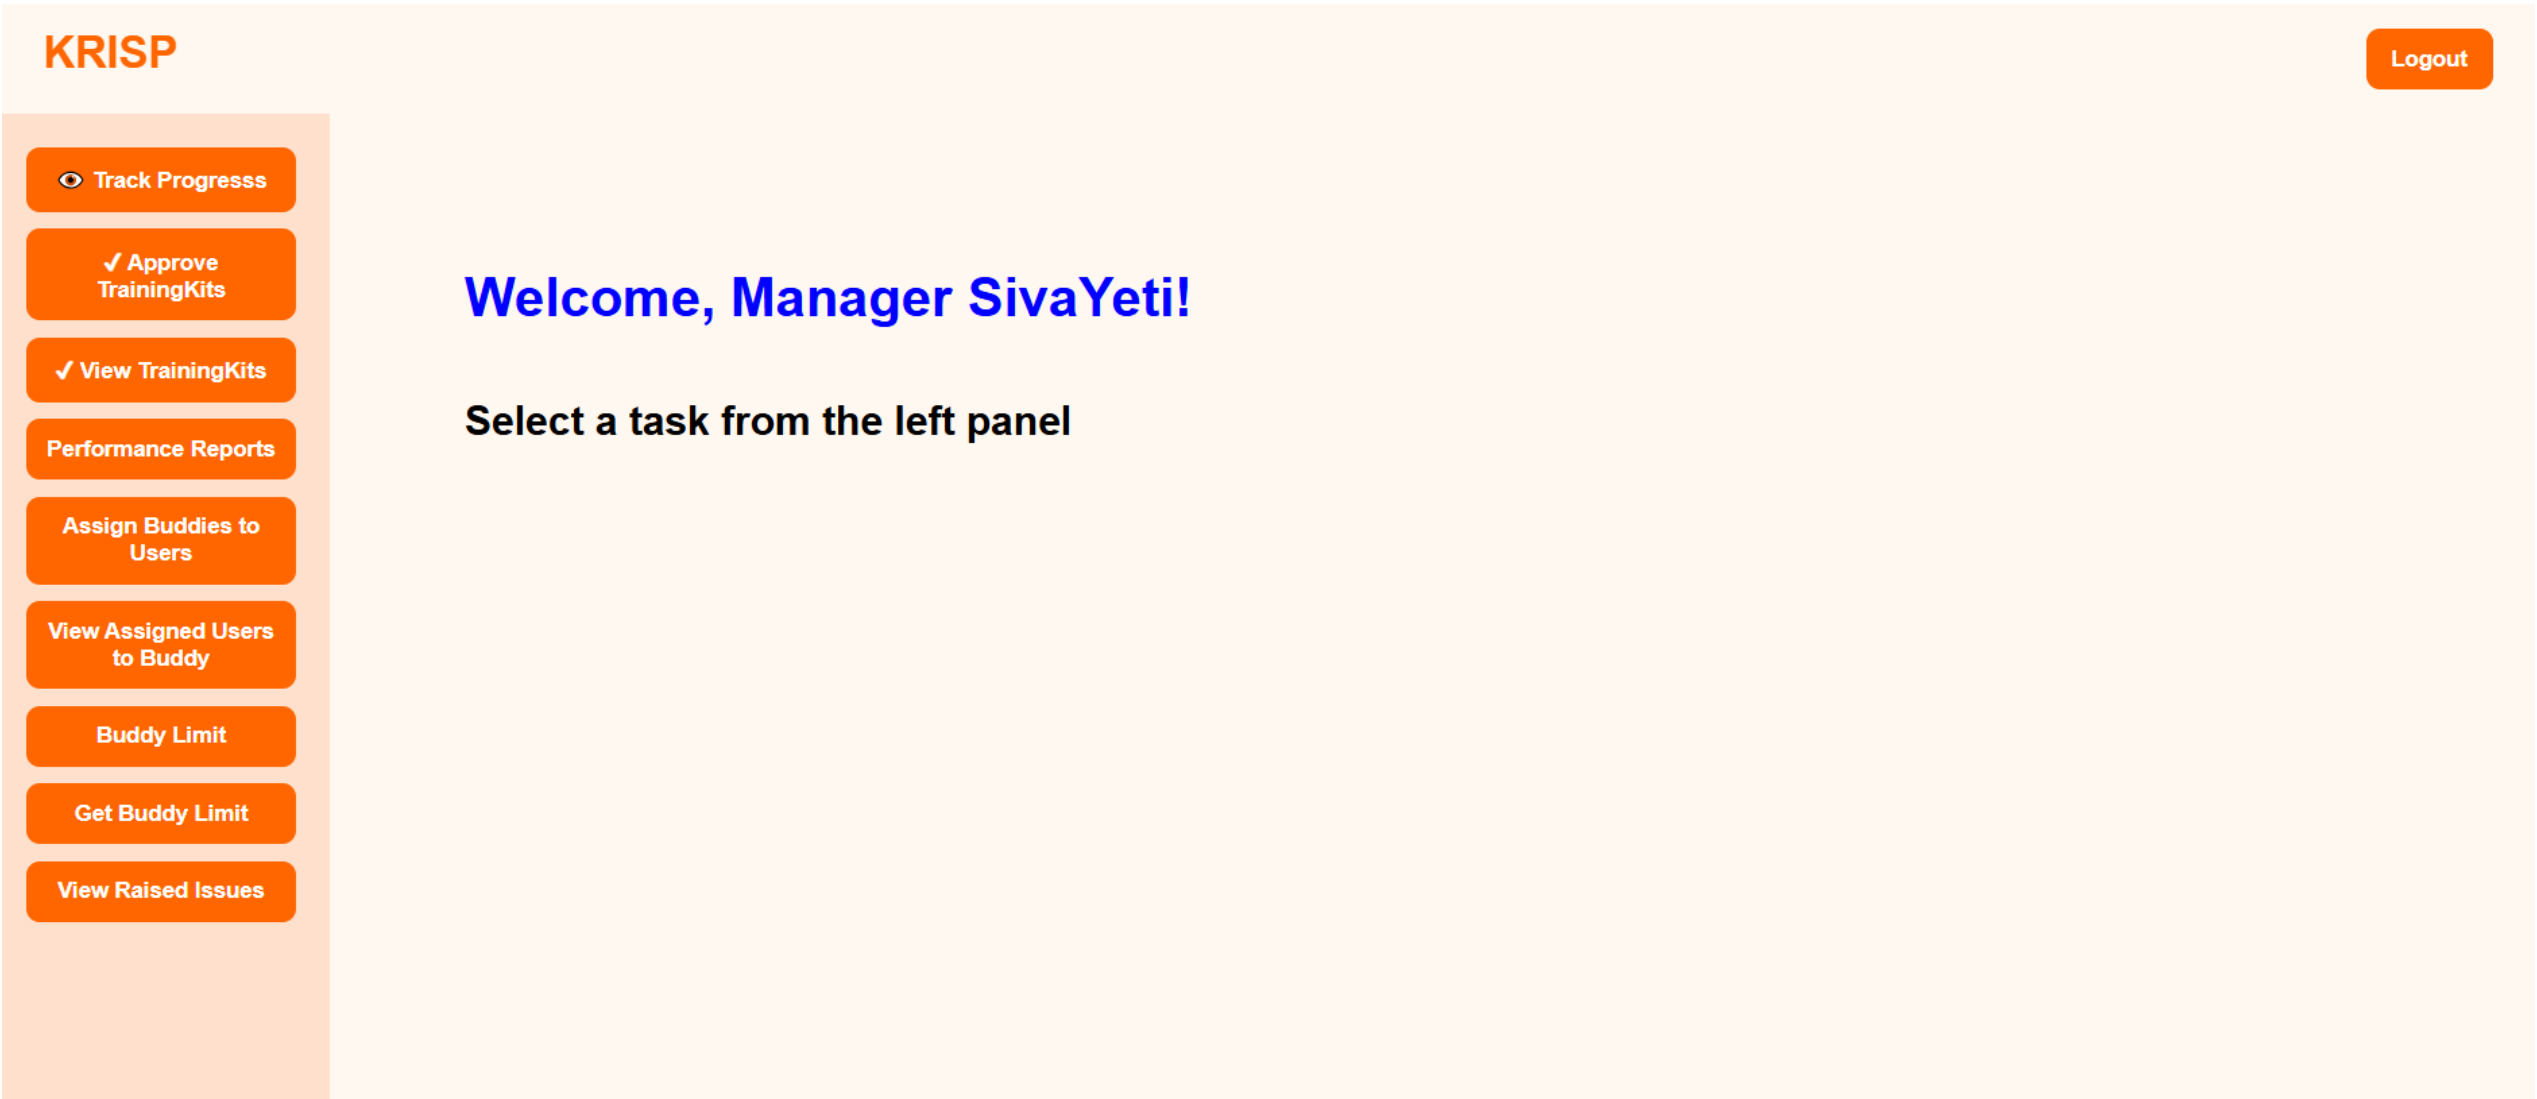 KRISP
Logout
👁 Track Progresss
✓ Approve
TrainingKits
✓ View TrainingKits
Performance Reports
Assign Buddies to
Users
View Assigned Users
to Buddy
Buddy Limit
Get Buddy Limit
View Raised Issues
Welcome, Manager SivaYeti!
Select a task from the left panel